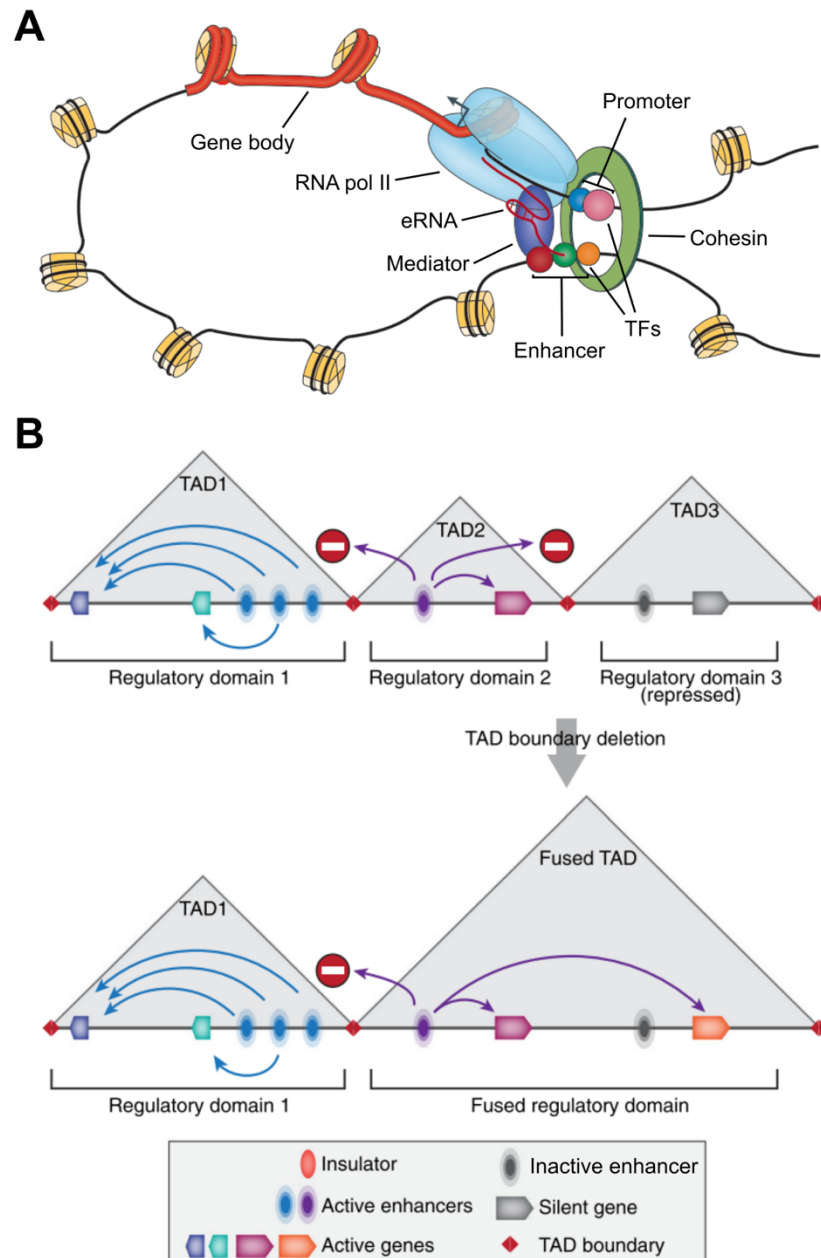 A
Gene body
Promoter
RNA pol II
eRNA
Cohesin
Mediator
TFs
Enhancer
B
TAD1
TAD2
TAD3
Regulatory domain 1
Regulatory domain 2
Regulatory domain 3
(repressed)
TAD boundary deletion
Fused TAD
TAD1
Regulatory domain 1
Fused regulatory domain
Insulator
Inactive enhancer
Active enhancers
Silent gene
Active genes
TAD boundary